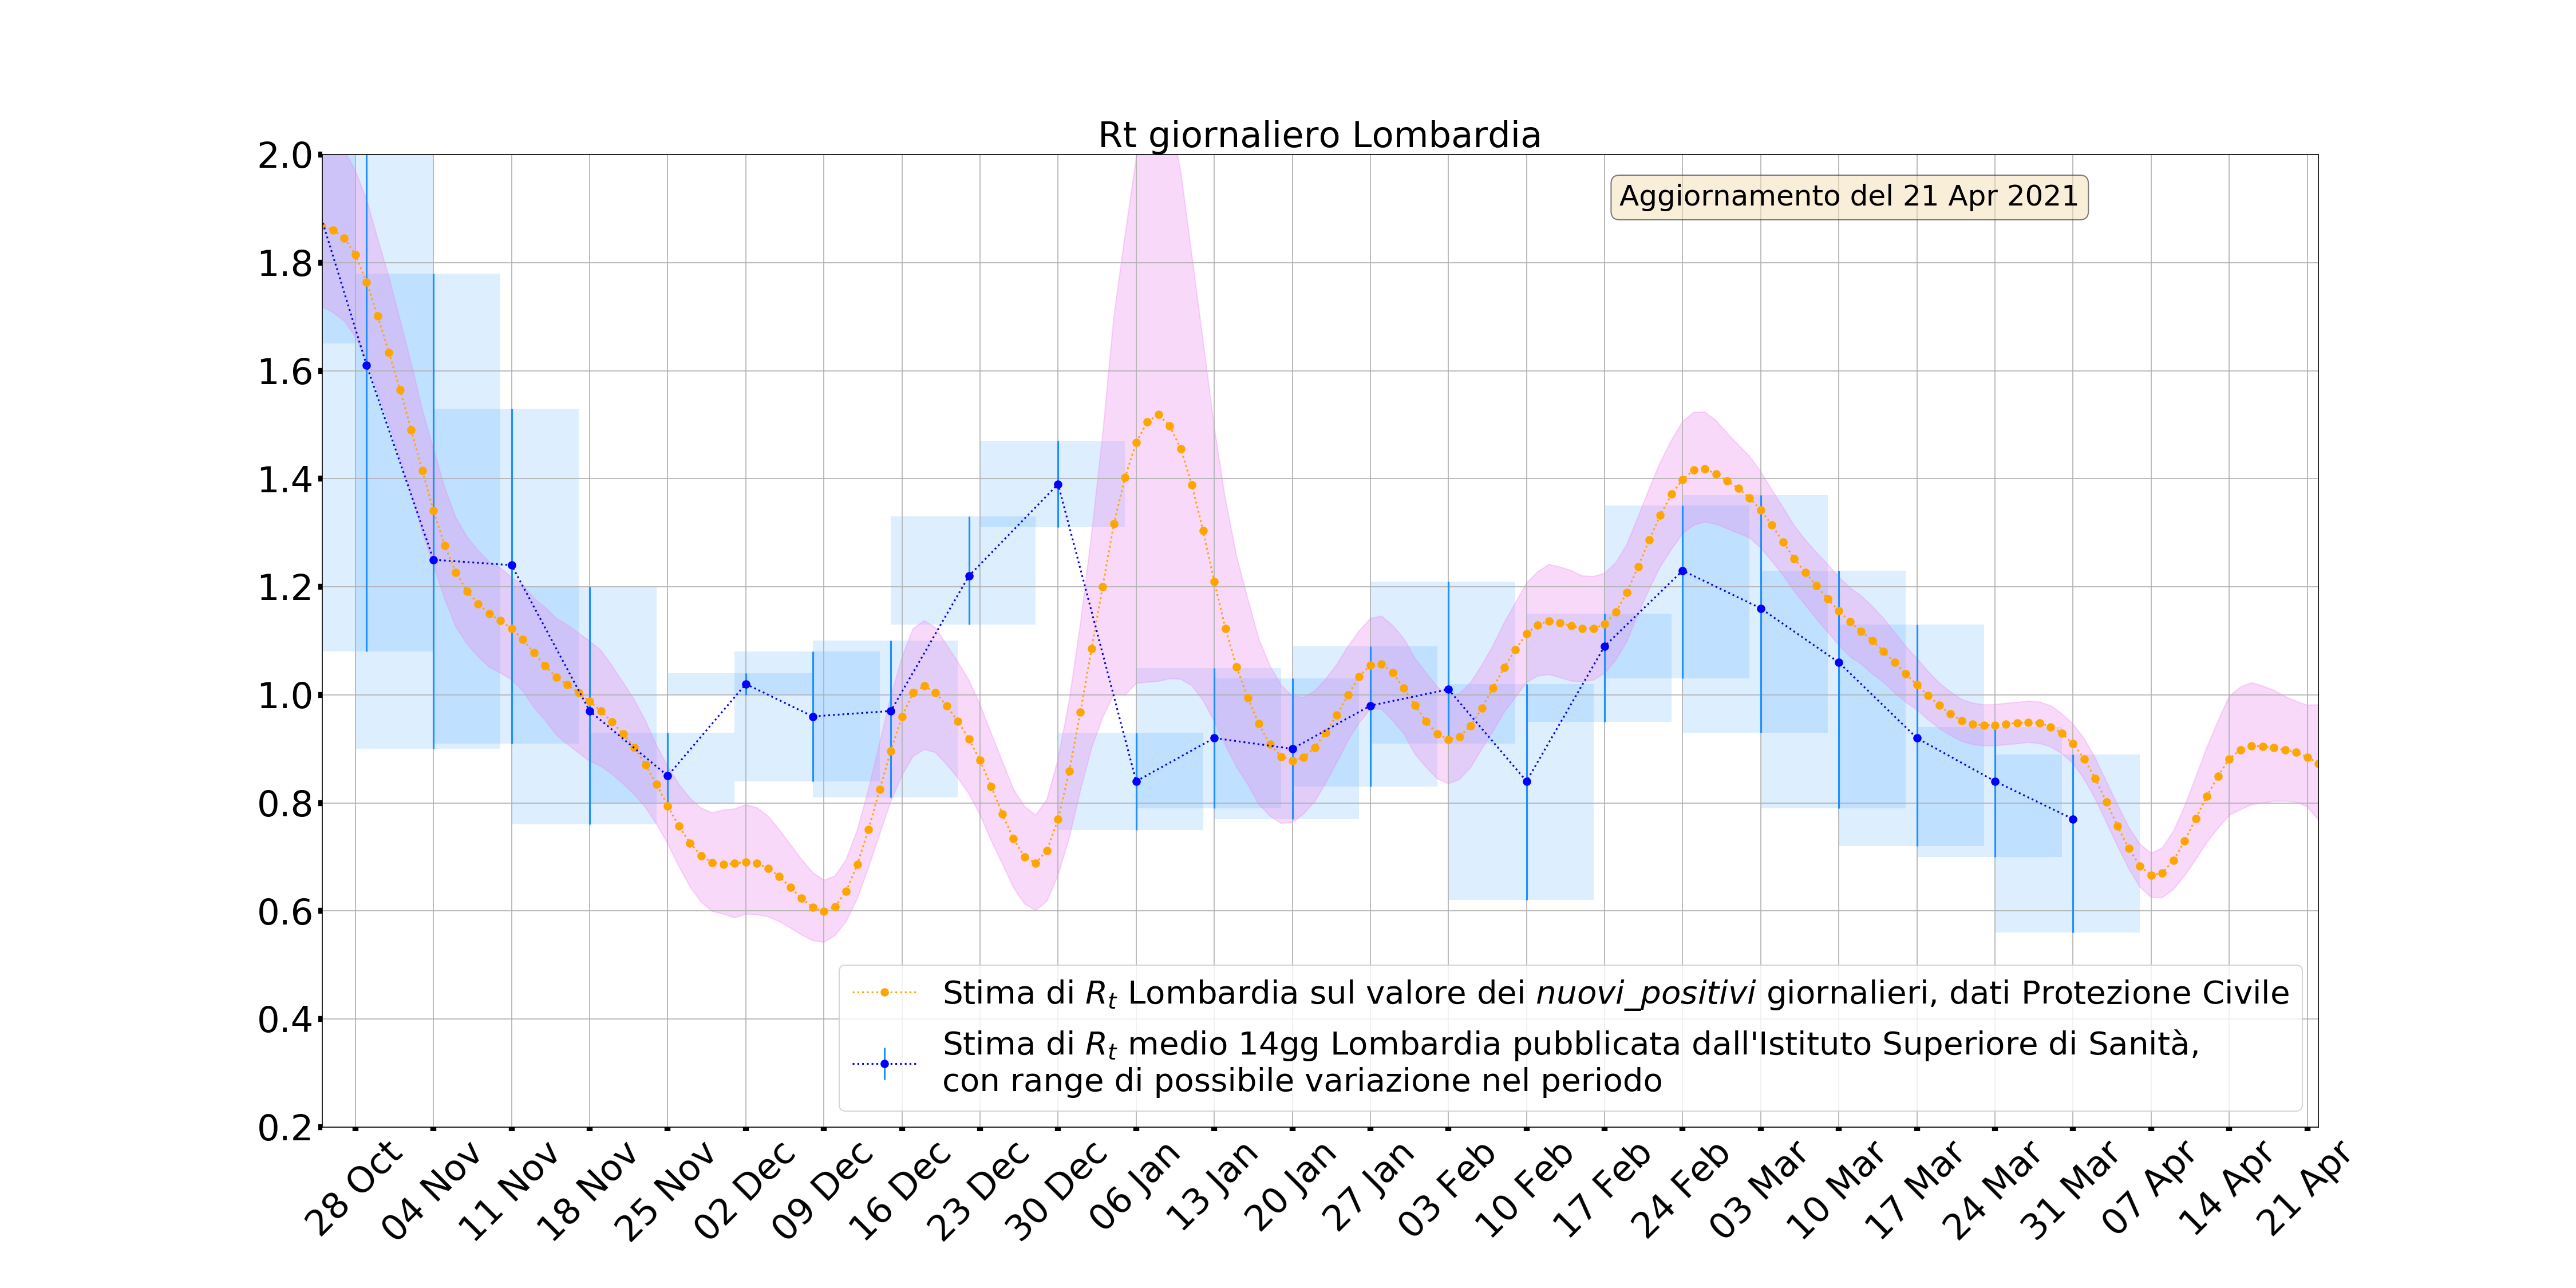 Rt giornaliero Lombardia
Aggiornamento del 21 Apr 2021
2.0
1.8
1.6
1.4
1.2
1.0
0.8
0.6
0.4
0.2
Stima di Rt Lombardia sul valore dei nuovi_positivi giornalieri, dati Protezione Civile
Stima di Rt medio 14gg Lombardia pubblicata dall'Istituto Superiore di Sanità,
con range di possibile variazione nel periodo
28 Oct
04 Nov
11 Nov
18 Nov
25 Nov
02 Dec
09 Dec
16 Dec
23 Dec
30 Dec
06 Jan
13 Jan
20 Jan
27 Jan
03 Feb
10 Feb
17 Feb
24 Feb
03 Mar
10 Mar
17 Mar
24 Mar
31 Mar
07 Apr
14 Apr
21 Apr